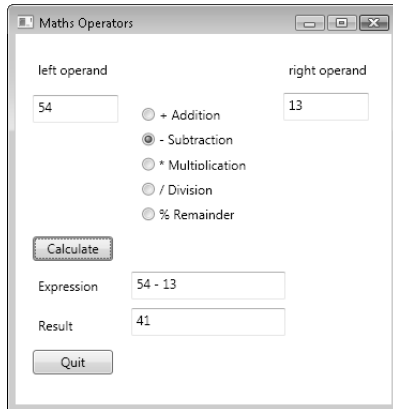 Maths Operators
left operand
right operand
54
13
+ Addition
- Subtraction
* Multiplication
/ Division
% Remainder
Calculate
Expression
54 - 13
Result
41
Quit